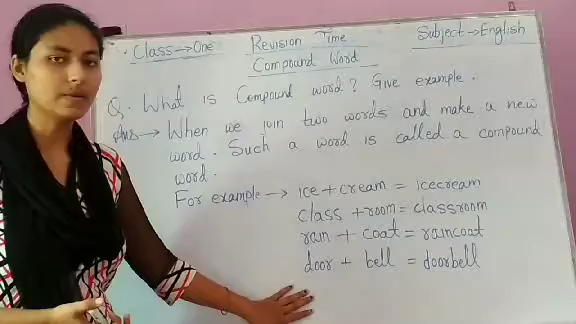 Class → One Revision Time Subject → English
Compound Word
Q. What is Compound word? Give example.
Ans → When we join two words and make a new
word. Such a word is called a compound
word.
For example → ice + cream = icecream
class + room = classroom
rain + coat = raincoat
door + bell = doorbell